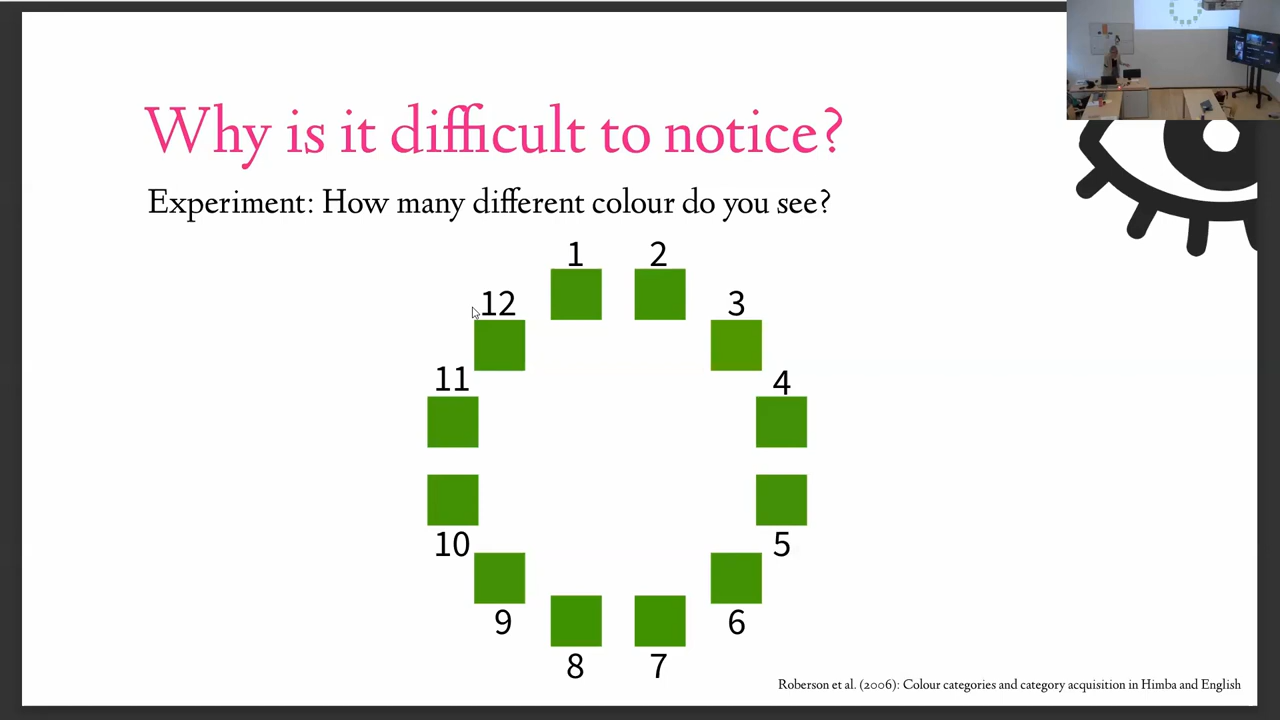 Why is it difficult to notice?
Experiment: How many different colour do you see?
1 2
12 3
11 4
10 5
9 6
8 7
Roberson et al. (2006): Colour categories and category acquisition in Himba and English